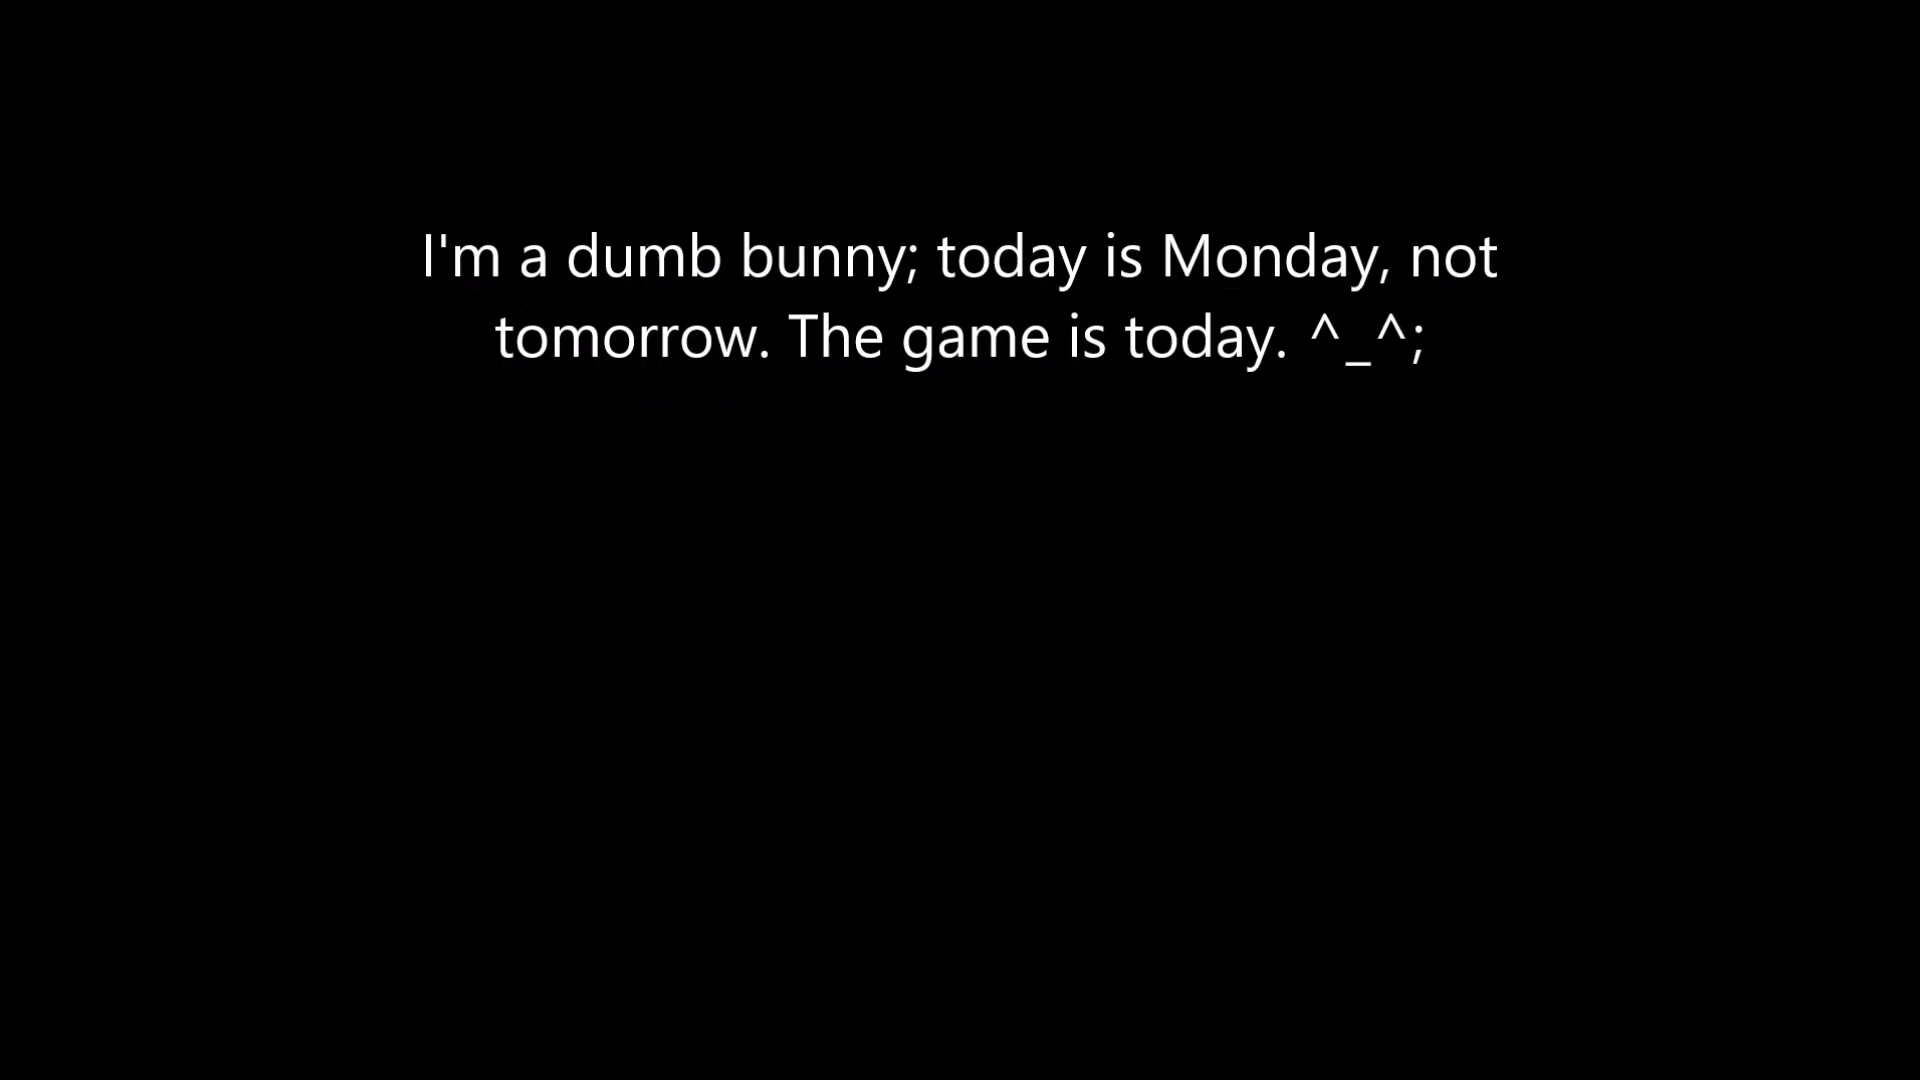 I'm a dumb bunny; today is Monday, not
tomorrow. The game is today. ^_^;